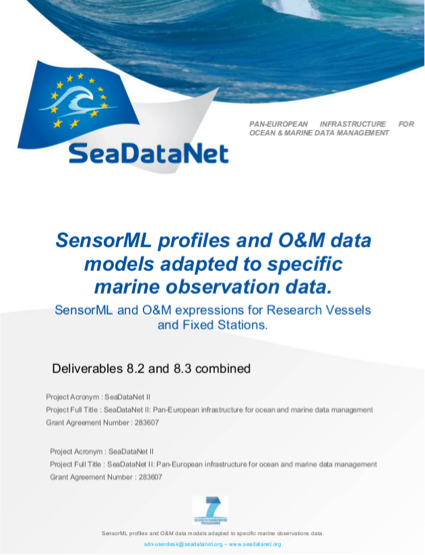 PAN-EUROPEAN INFRASTRUCTURE FOR
OCEAN & MARINE DATA MANAGEMENT
SeaDataNet
SensorML profiles and O&M data
models adapted to specific
marine observation data.
SensorML and O&M expressions for Research Vessels
and Fixed Stations.
Deliverables 8.2 and 8.3 combined
Project Acronym : SeaDataNet II
Project Full Title : SeaDataNet II: Pan-European infrastructure for ocean and marine data management
Grant Agreement Number : 283607
Project Acronym : SeaDataNet II
Project Full Title : SeaDataNet II: Pan-European infrastructure for ocean and marine data management
Grant Agreement Number : 283607
SensorML profiles and O&M data models adapted to specific marine observations data.
sdn-userdesk@seadatanet.org – www.seadatanet.org